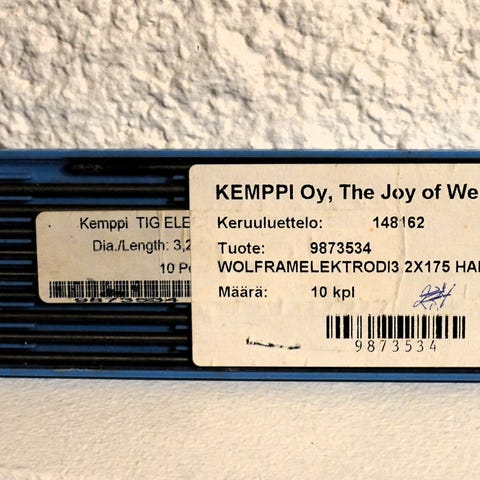 KEMPPI Oy, The Joy of We
Keruuluettelo: 148162
Tuote: 9873534
WOLFRAMELEKTRODI3 2X175 HA
Määrä: 10 kpl
9873534
Kemppi TIG ELE
Dia./Length: 3,2
10 P
9873534